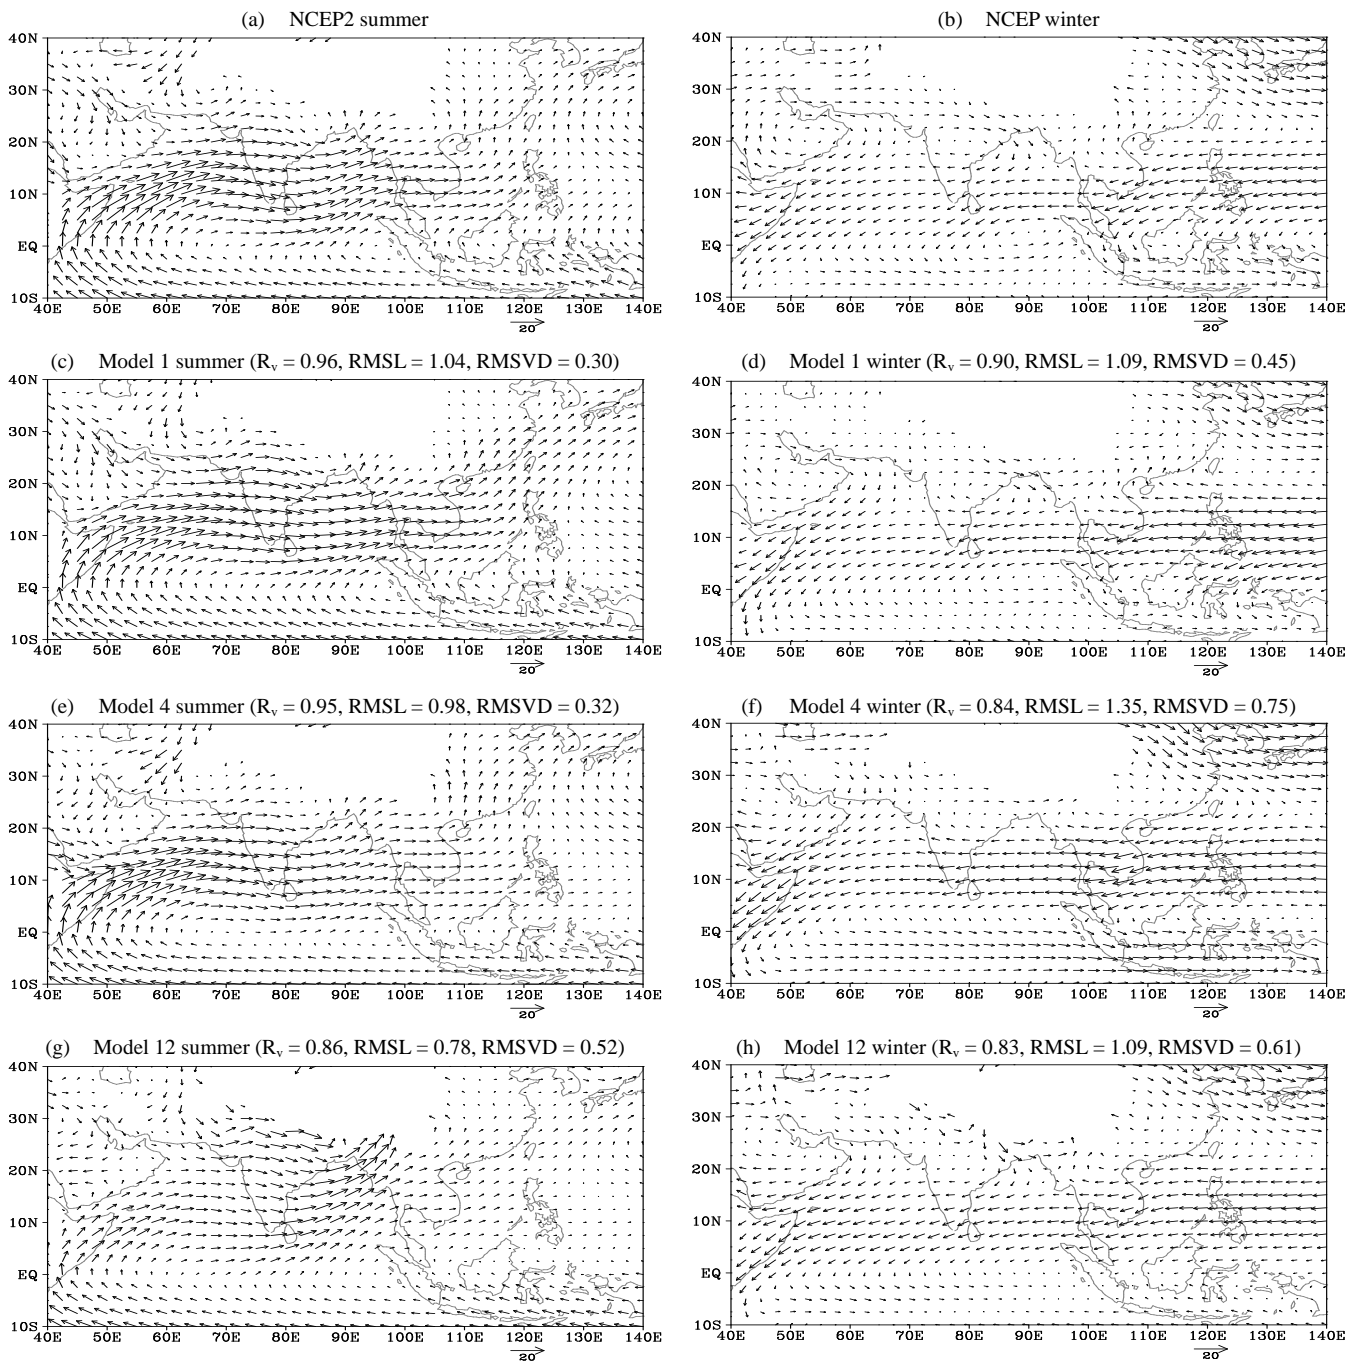 (a) NCEP2 summer
40N
30N
20N
10N
EQ
10S
40E 50E 60E 70E 80E 90E 100E 110E 120E 130E 140E
20
(b) NCEP winter
40N
30N
20N
10N
EQ
10S
40E 50E 60E 70E 80E 90E 100E 110E 120E 130E 140E
20
(c) Model 1 summer (Rv = 0.96, RMSL = 1.04, RMSVD = 0.30)
40N
30N
20N
10N
EQ
10S
40E 50E 60E 70E 80E 90E 100E 110E 120E 130E 140E
20
(d) Model 1 winter (Rv = 0.90, RMSL = 1.09, RMSVD = 0.45)
40N
30N
20N
10N
EQ
10S
40E 50E 60E 70E 80E 90E 100E 110E 120E 130E 140E
20
(e) Model 4 summer (Rv = 0.95, RMSL = 0.98, RMSVD = 0.32)
40N
30N
20N
10N
EQ
10S
40E 50E 60E 70E 80E 90E 100E 110E 120E 130E 140E
20
(f) Model 4 winter (Rv = 0.84, RMSL = 1.35, RMSVD = 0.75)
40N
30N
20N
10N
EQ
10S
40E 50E 60E 70E 80E 90E 100E 110E 120E 130E 140E
20
(g) Model 12 summer (Rv = 0.86, RMSL = 0.78, RMSVD = 0.52)
40N
30N
20N
10N
EQ
10S
40E 50E 60E 70E 80E 90E 100E 110E 120E 130E 140E
20
(h) Model 12 winter (Rv = 0.83, RMSL = 1.09, RMSVD = 0.61)
40N
30N
20N
10N
EQ
10S
40E 50E 60E 70E 80E 90E 100E 110E 120E 130E 140E
20